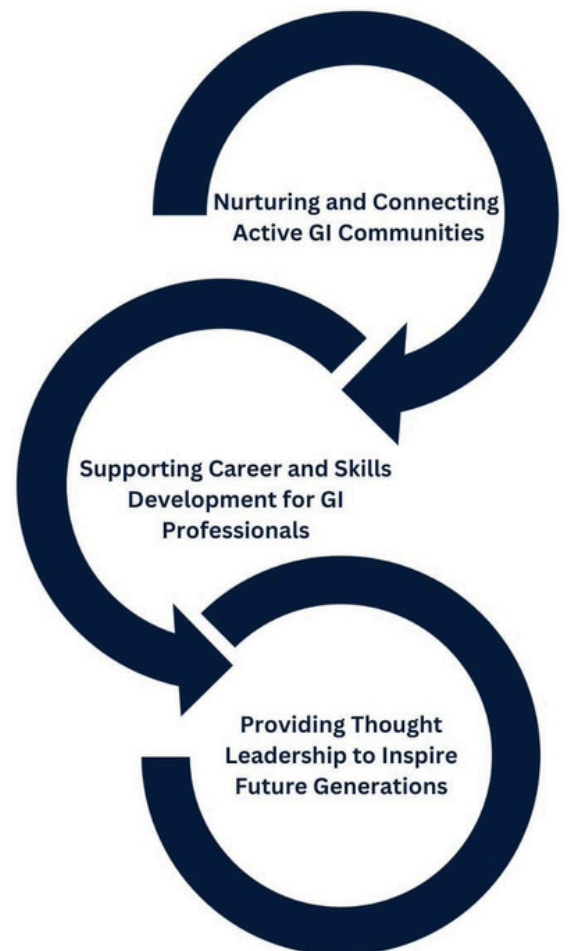 Nurturing and Connecting
Active GI Communities
Supporting Career and Skills
Development for GI
Professionals
Providing Thought
Leadership to Inspire
Future Generations